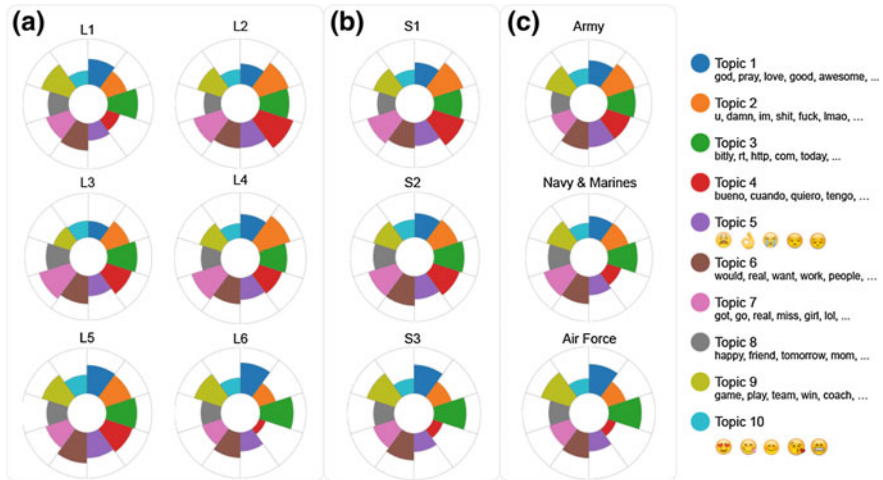 (a)
(b)
(c)
L1
L2
S1
Army
L3
L4
S2
Navy & Marines
L5
L6
S3
Air Force
Topic 1
god, pray, love, good, awesome, ...
Topic 2
u, damn, im, shit, fuck, lmao, ...
Topic 3
bitly, rt, http, com, today, ...
Topic 4
bueno, cuando, quiero, tengo, ...
Topic 5
😩 👌 😭 😒 😔
Topic 6
would, real, want, work, people, ...
Topic 7
got, go, real, miss, girl, lol, ...
Topic 8
happy, friend, tomorrow, mom, ...
Topic 9
game, play, team, win, coach, ...
Topic 10
😍 😋 😊 😘 😁